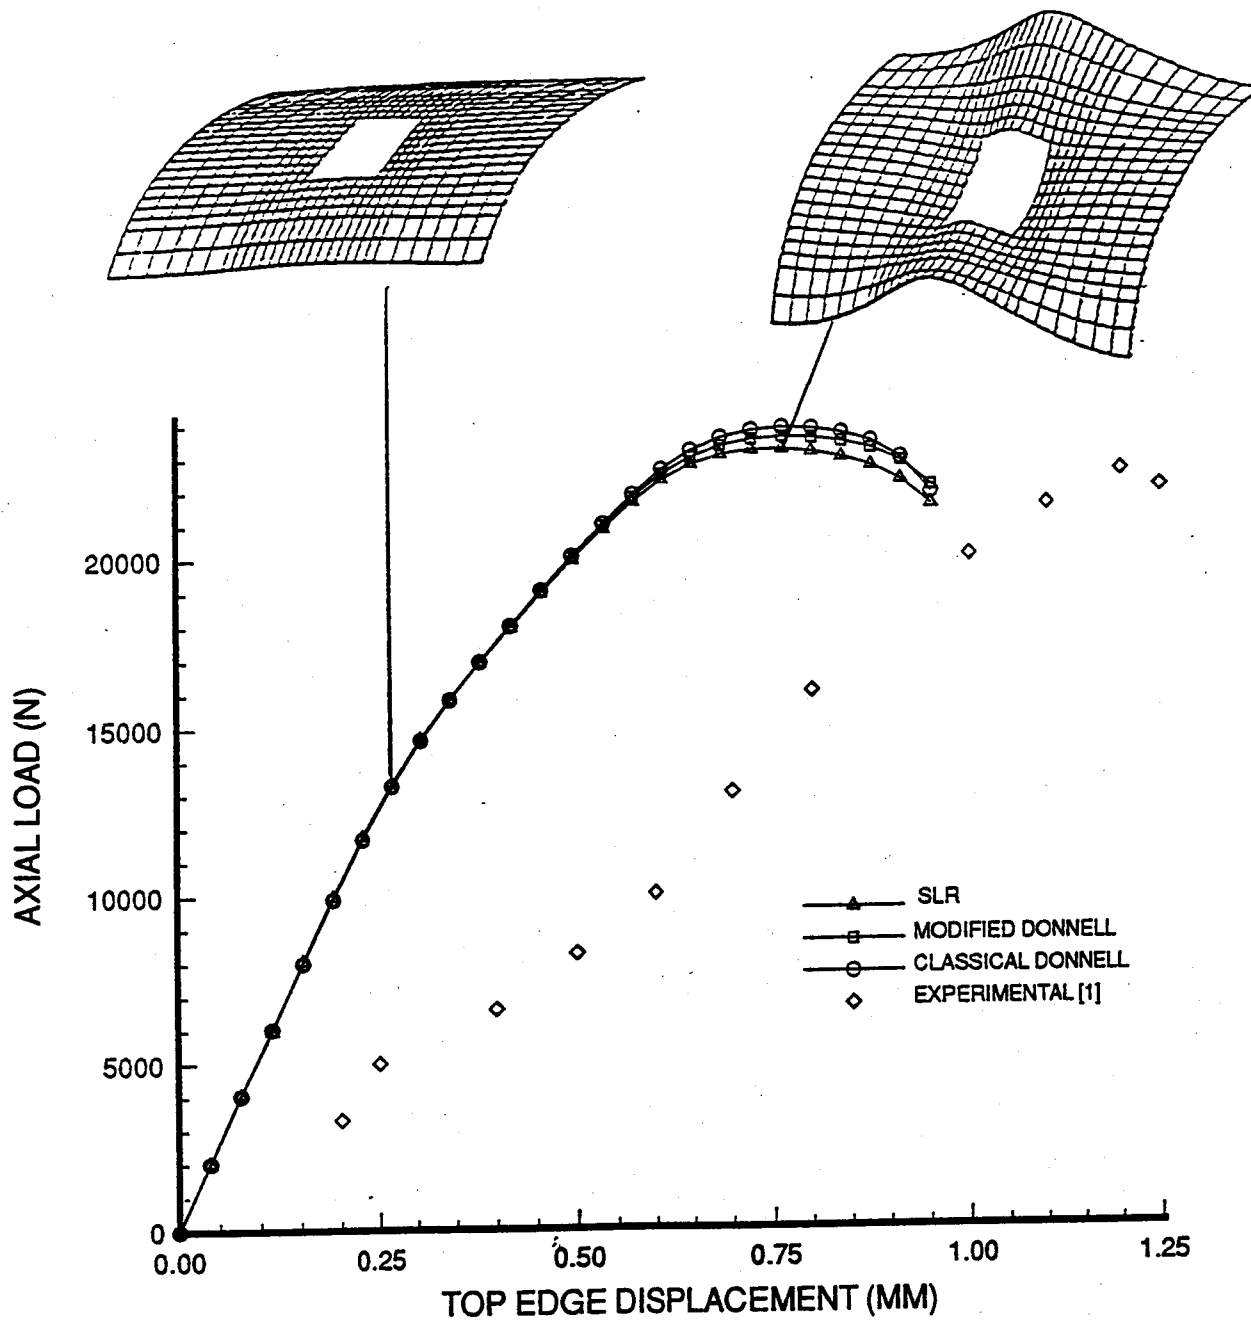 20000
15000
10000
5000
0
AXIAL LOAD (N)
SLR
MODIFIED DONNELL
CLASSICAL DONNELL
EXPERIMENTAL [1]
0.00
0.25
0.50
0.75
1.00
1.25
TOP EDGE DISPLACEMENT (MM)